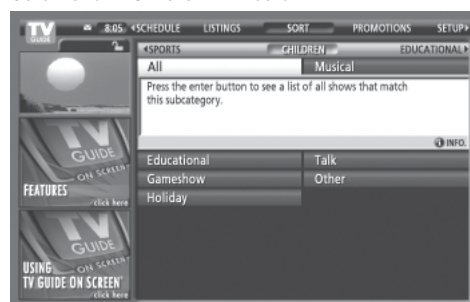 TV
GUIDE
8:05
SCHEDULE LISTINGS SORT PROMOTIONS SETUP
SPORTS CHILDREN EDUCATIONAL
All Musical
Press the enter button to see a list of all shows that match
this subcategory.
INFO.
Educational Talk
Gameshow Other
Holiday
TV
GUIDE
ON SCREEN
FEATURES
click here
TV
GUIDE
ON SCREEN
USING
TV GUIDE ON SCREEN
click here